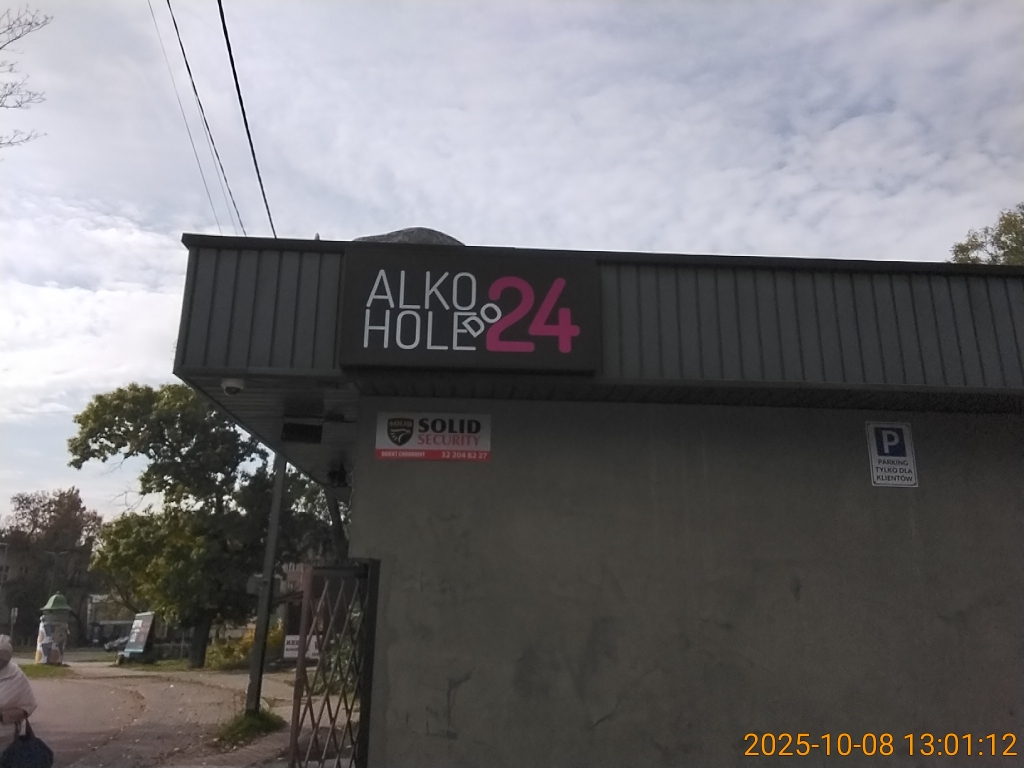 ALKO
HOLE
DO
24
SOLID
SOLID
SECURITY
32 204 62 27
P
PARKING
TYLKO DLA
KLIENTÓW
2025-10-08 13:01:12